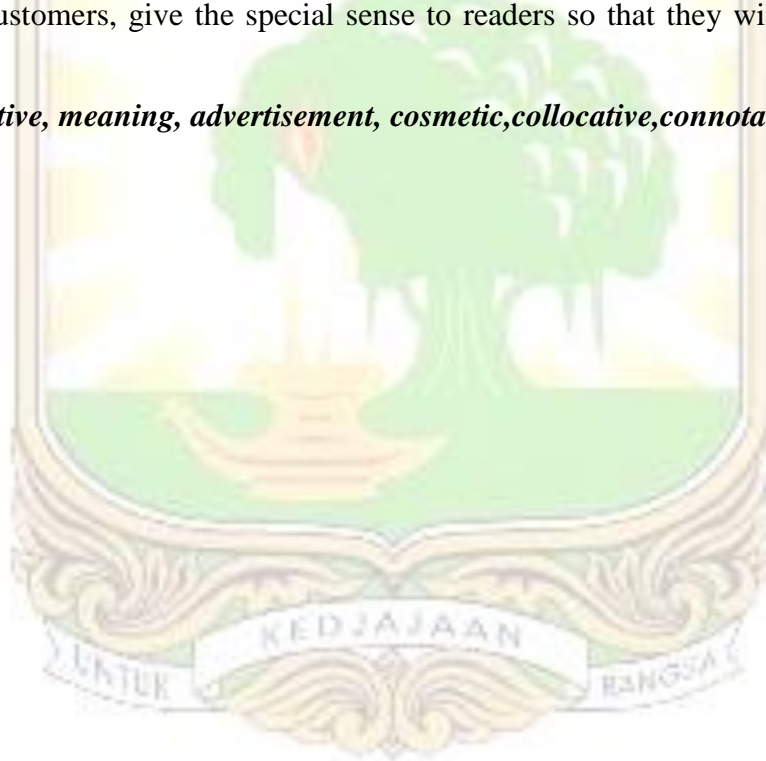 ustomers, give the special sense to readers so that they wi
tive, meaning, advertisement, cosmetic,collocative,connota
UNTUK KEDJAJAAN BANGSA